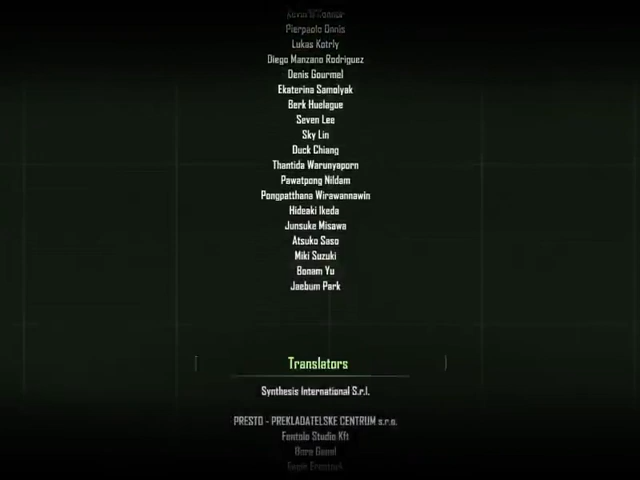 Pierpaolo Donis
Lukas Kotrly
Diego Manzano Rodriguez
Denis Gourmel
Ekaterina Samolyak
Berk Huelague
Seven Lee
Sky Lin
Duck Chiang
Thantida Warunyaporn
Pawatpong Nildam
Pongpatthana Wirawannawin
Hideaki Ikeda
Junsuke Misawa
Atsuko Saso
Miki Suzuki
Bonam Yu
Jaebum Park
Translators
Synthesis International S.r.l.
PRESTO - PREKLADATELSKE CENTRUM s.r.o.
Fontolo Studio Kft